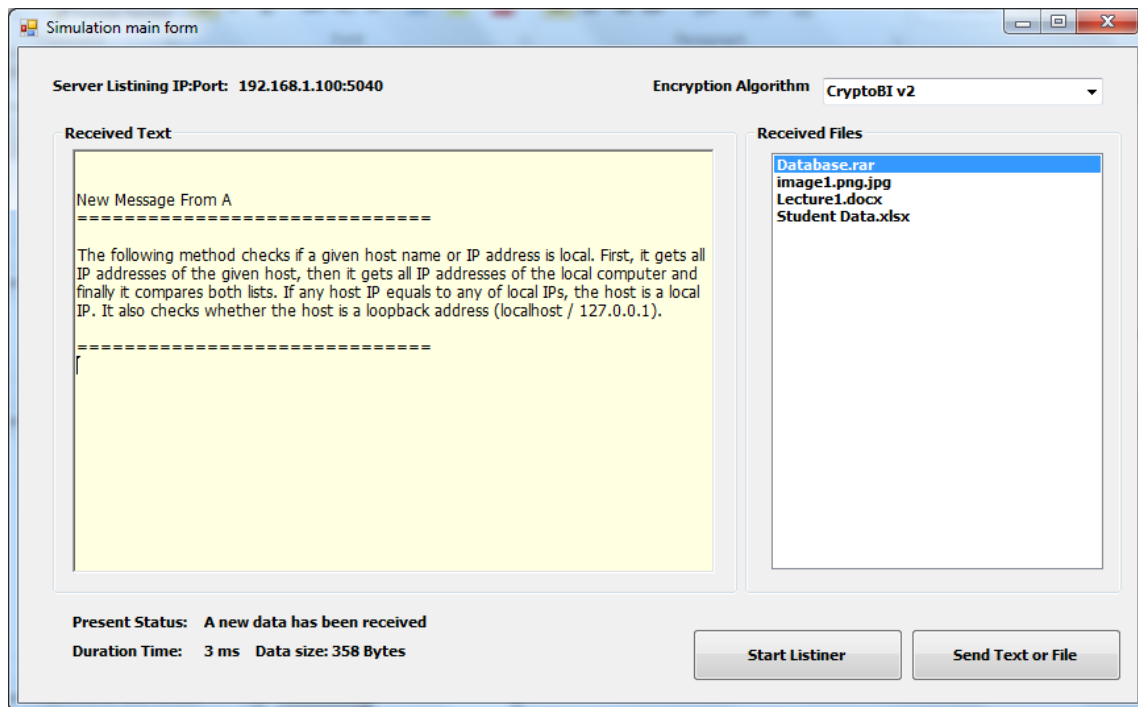 Simulation main form
Server Listining IP:Port: 192.168.1.100:5040
Encryption Algorithm
CryptoBI v2
Received Text
New Message From A
==============================
The following method checks if a given host name or IP address is local. First, it gets all
IP addresses of the given host, then it gets all IP addresses of the local computer and
finally it compares both lists. If any host IP equals to any of local IPs, the host is a local
IP. It also checks whether the host is a loopback address (localhost / 127.0.0.1).
==============================
Received Files
Database.rar
image1.png.jpg
Lecture1.docx
Student Data.xlsx
Present Status: A new data has been received
Duration Time: 3 ms Data size: 358 Bytes
Start Listiner
Send Text or File